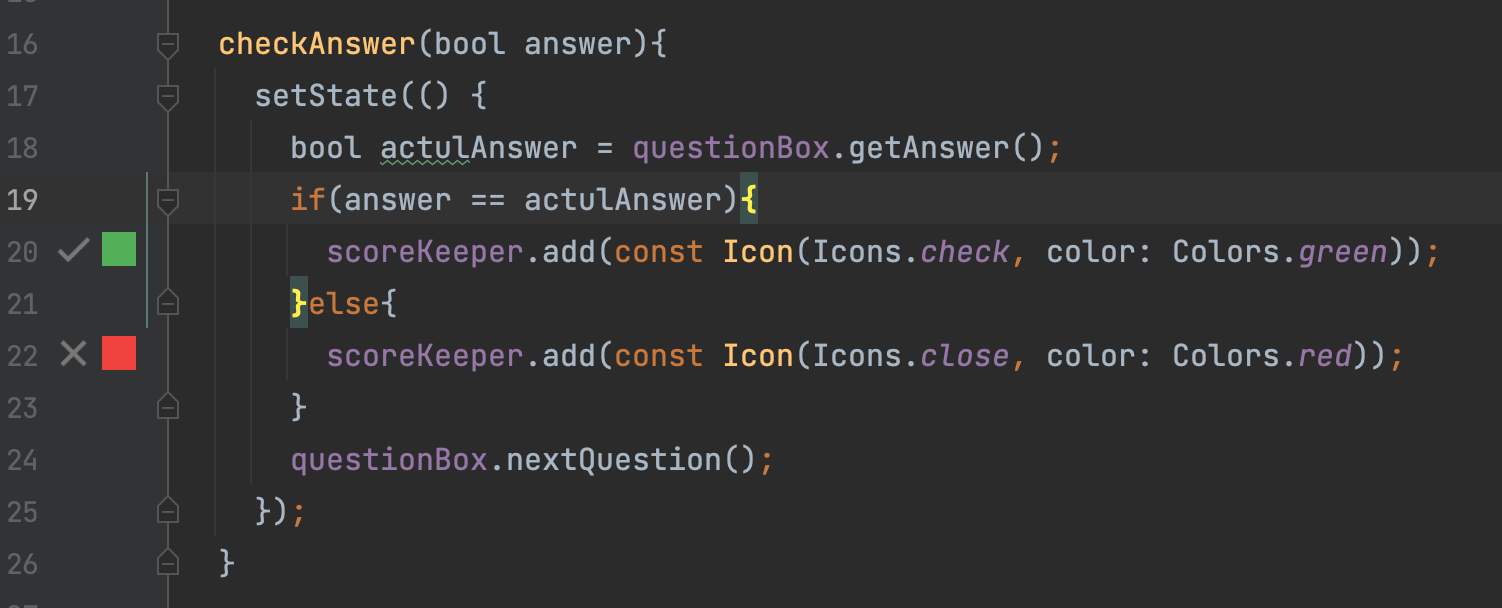 16 checkAnswer(bool answer){
17 setState(() {
18 bool actulAnswer = questionBox.getAnswer();
19 if(answer == actulAnswer){
20 scoreKeeper.add(const Icon(Icons.check, color: Colors.green));
21 }else{
22 scoreKeeper.add(const Icon(Icons.close, color: Colors.red));
23 }
24 questionBox.nextQuestion();
25 });
26 }